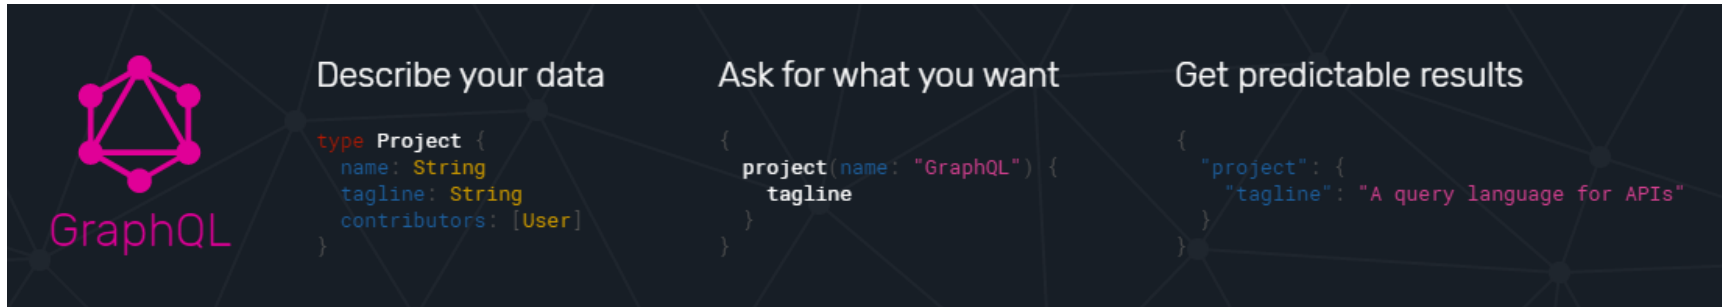 GraphQL
Describe your data
type Project {
  name: String
  tagline: String
  contributors: [User]
}
Ask for what you want
{
  project(name: "GraphQL") {
    tagline
  }
}
Get predictable results
{
  "project": {
    "tagline": "A query language for APIs"
  }
}